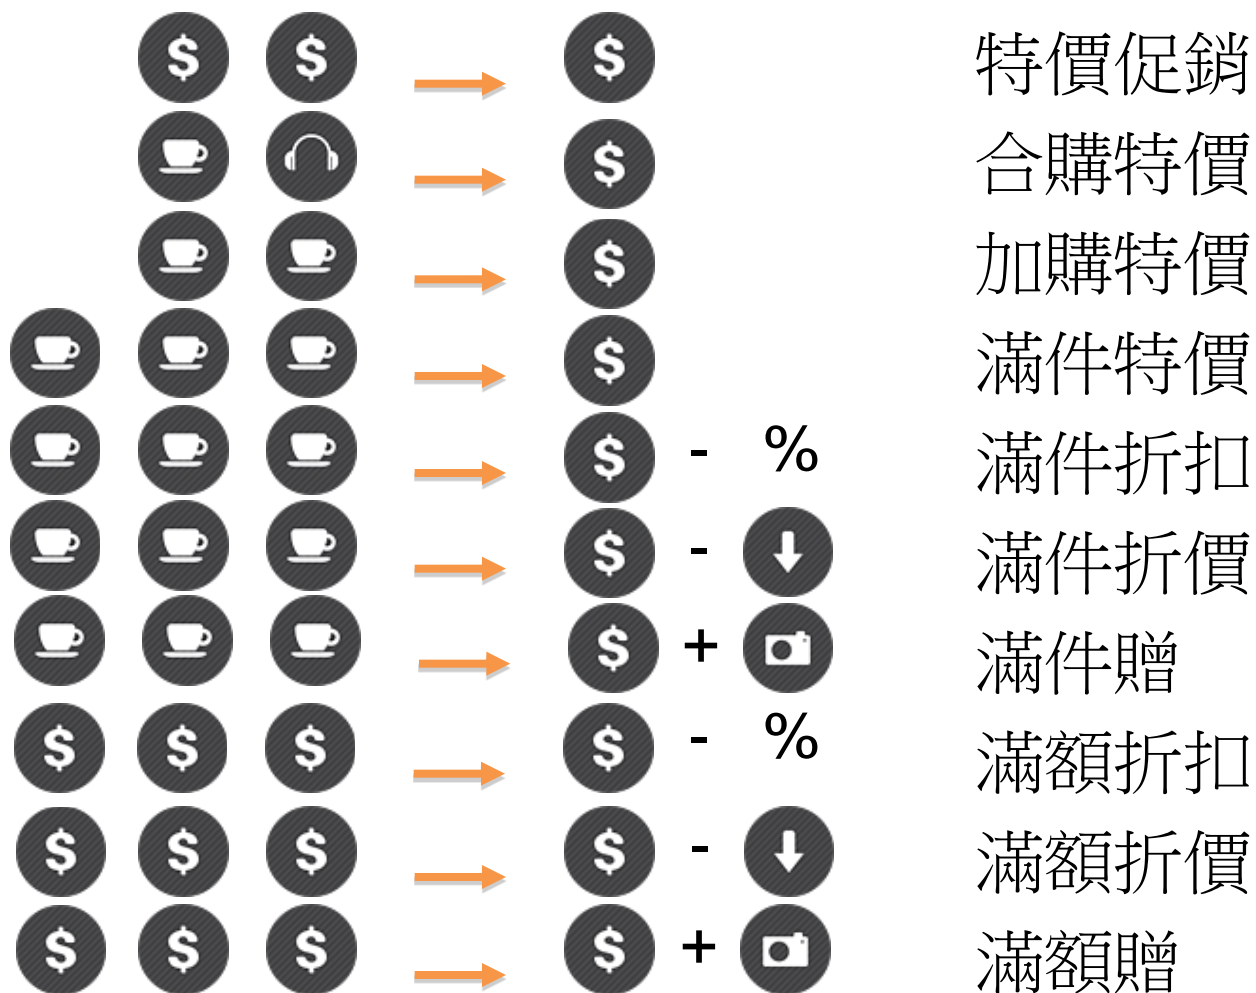 $ $ $ 特價促銷
$ 合購特價
$ 加購特價
$ 滿件特價
$ - % 滿件折扣
$ - 滿件折價
$ + 滿件贈
$ $ $ $ - % 滿額折扣
$ $ $ $ - 滿額折價
$ $ $ $ + 滿額贈